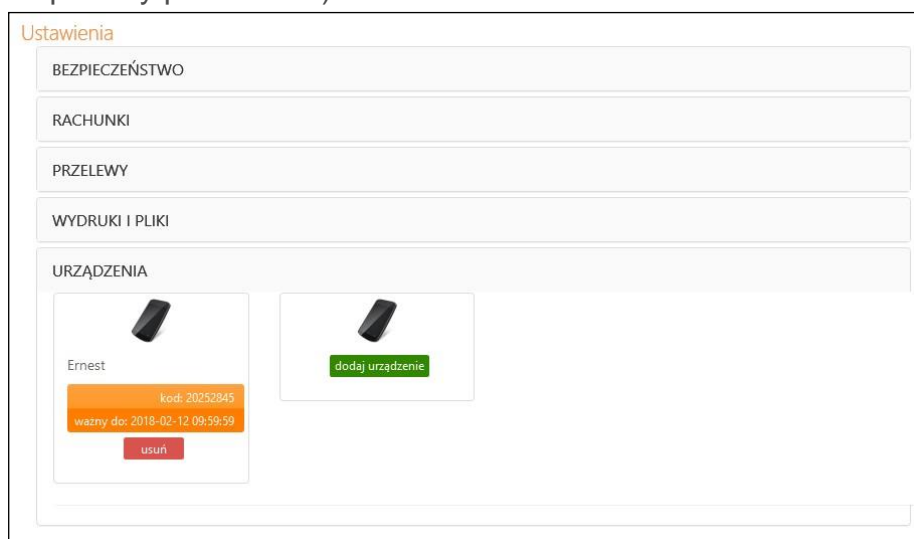 Ustawienia
BEZPIECZEŃSTWO
RACHUNKI
PRZELEWY
WYDRUKI I PLIKI
URZĄDZENIA
Ernest
kod: 20252845
ważny do: 2018-02-12 09:59:59
usuń
dodaj urządzenie